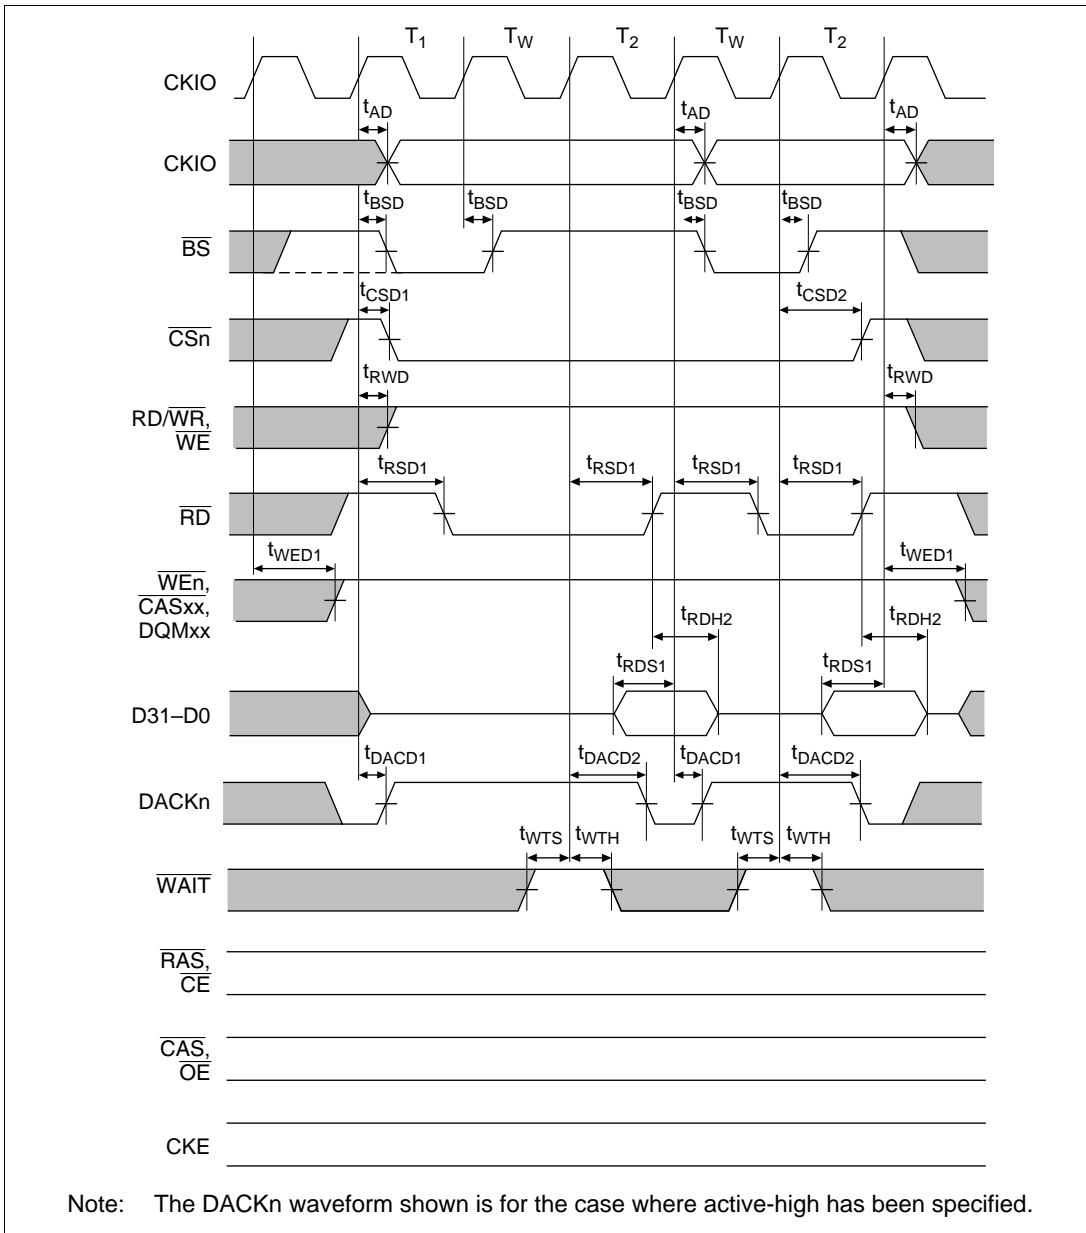 T1 TW T2 TW T2
CKIO
tAD tAD tAD
CKIO
tBSD tBSD tBSD tBSD
BS
tCSD1 tCSD2
CSn
tRWD tRWD
RD/WR,
WE
tRSD1 tRSD1 tRSD1 tRSD1
RD
tWED1 tWED1
WEn,
CASxx,
DQMxx
tRDH2 tRDH2
tRDS1 tRDS1
D31–D0
tDACD1 tDACD2 tDACD1 tDACD2
DACKn
tWTS tWTH tWTS tWTH
WAIT
RAS,
CE
CAS,
OE
CKE
Note: The DACKn waveform shown is for the case where active-high has been specified.